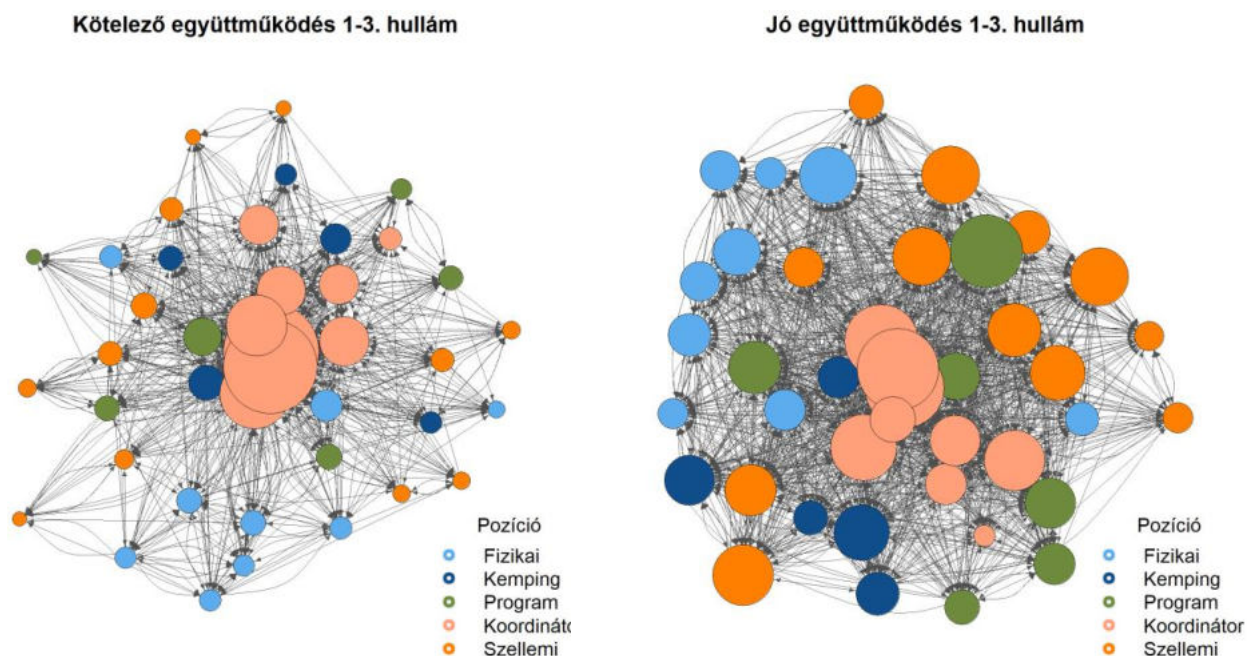 Kötelező együttműködés 1-3. hullám
Jó együttműködés 1-3. hullám
Pozíció
Fizikai
Kemping
Program
Koordináto
Szellemi
Pozíció
Fizikai
Kemping
Program
Koordinátor
Szellemi